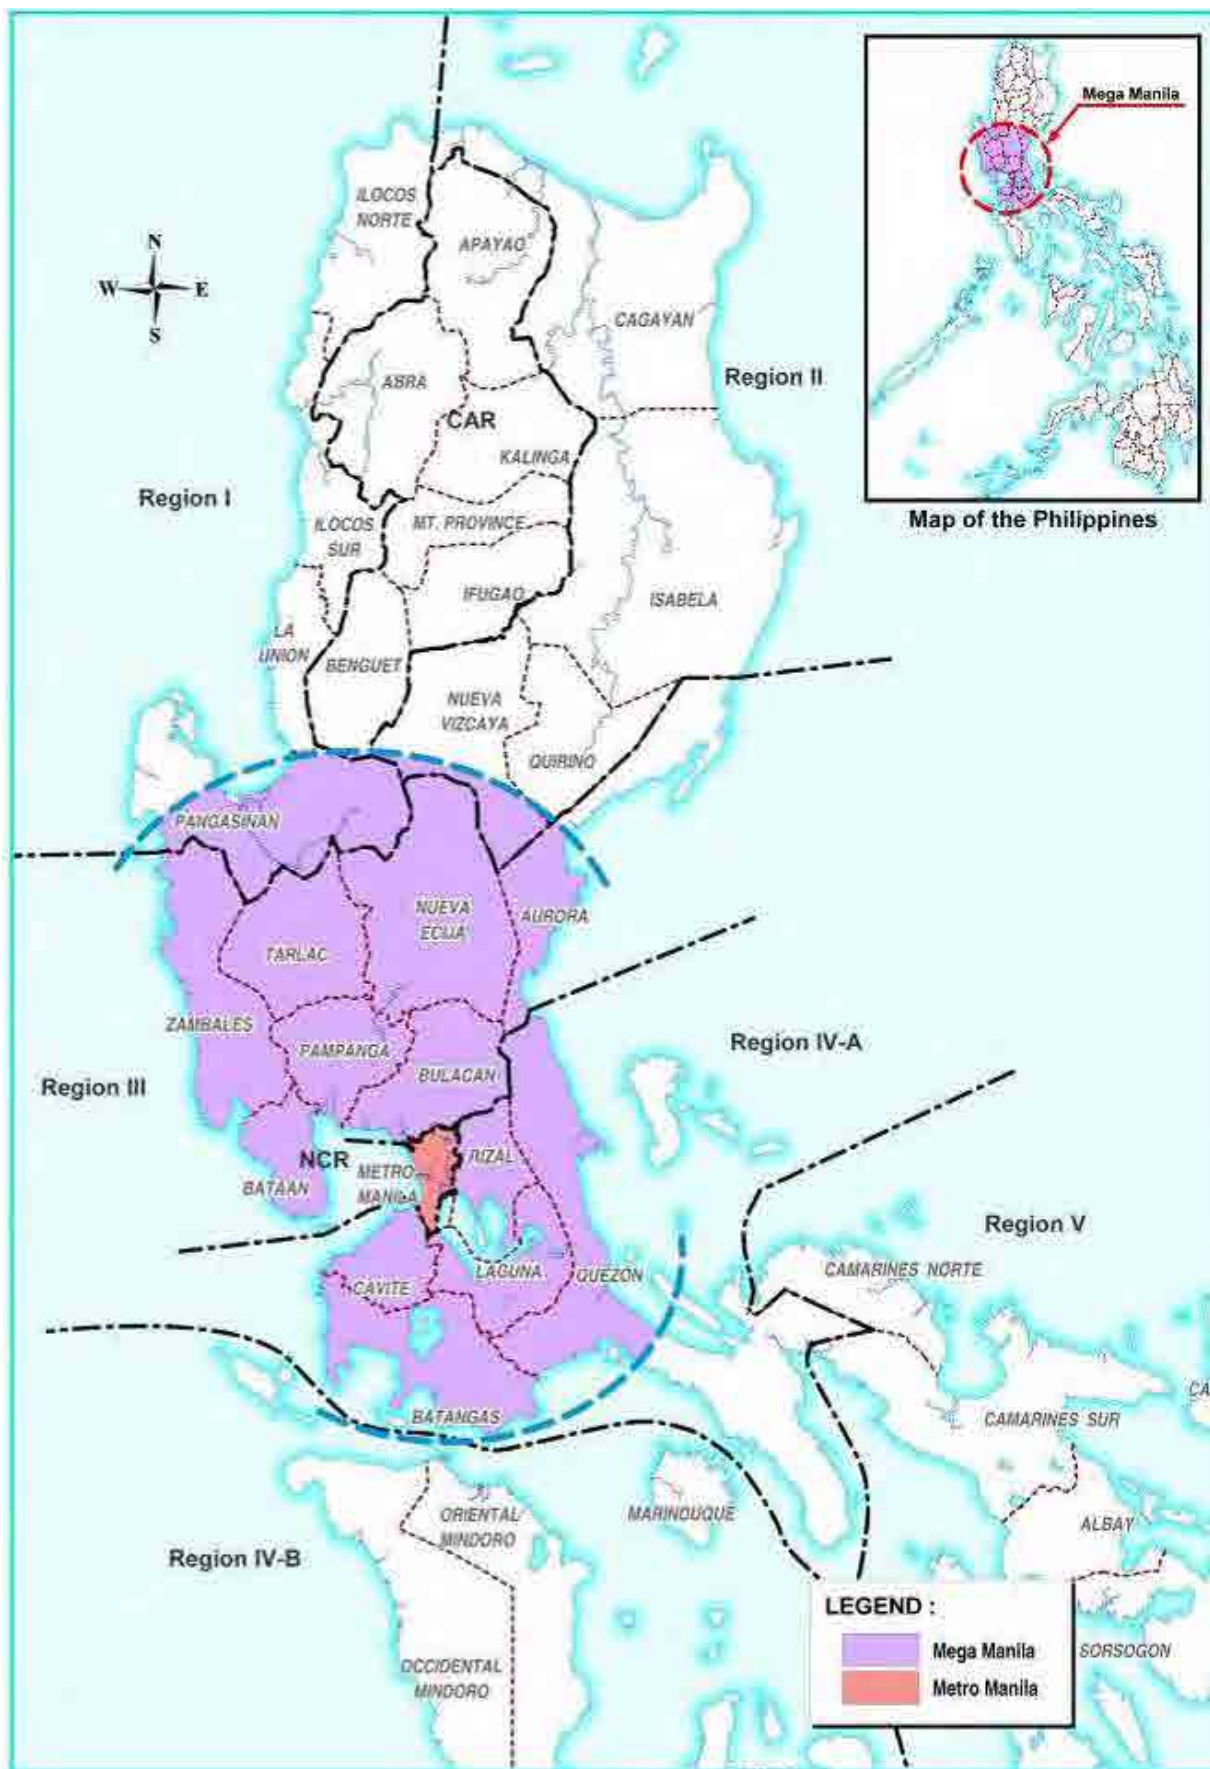 Mega Manila
Map of the Philippines
N
W
E
S
ILOCOS
NORTE
APAYAO
CAGAYAN
Region II
ABRA
CAR
KALINGA
Region I
ILOCOS
SUR
MT. PROVINCE
IFUGAO
ISABELA
LA
UNION
BENGUET
NUEVA
VIZCAYA
QUIRINO
PANGASINAN
NUEVA
ECIJA
AURORA
TARLAC
ZAMBALES
PAMPANGA
BULACAN
Region IV-A
Region III
NCR
METRO
MANILA
RIZAL
BATAAN
Region V
CAMARINES NORTE
CAVITE
LAGUNA
QUEZON
CA
BATANGAS
CAMARINES SUR
ORIENTAL
MINDORO
MARINDUQUE
ALBAY
Region IV-B
OCCIDENTAL
MINDORO
LEGEND :
Mega Manila
Metro Manila
SORSOGON